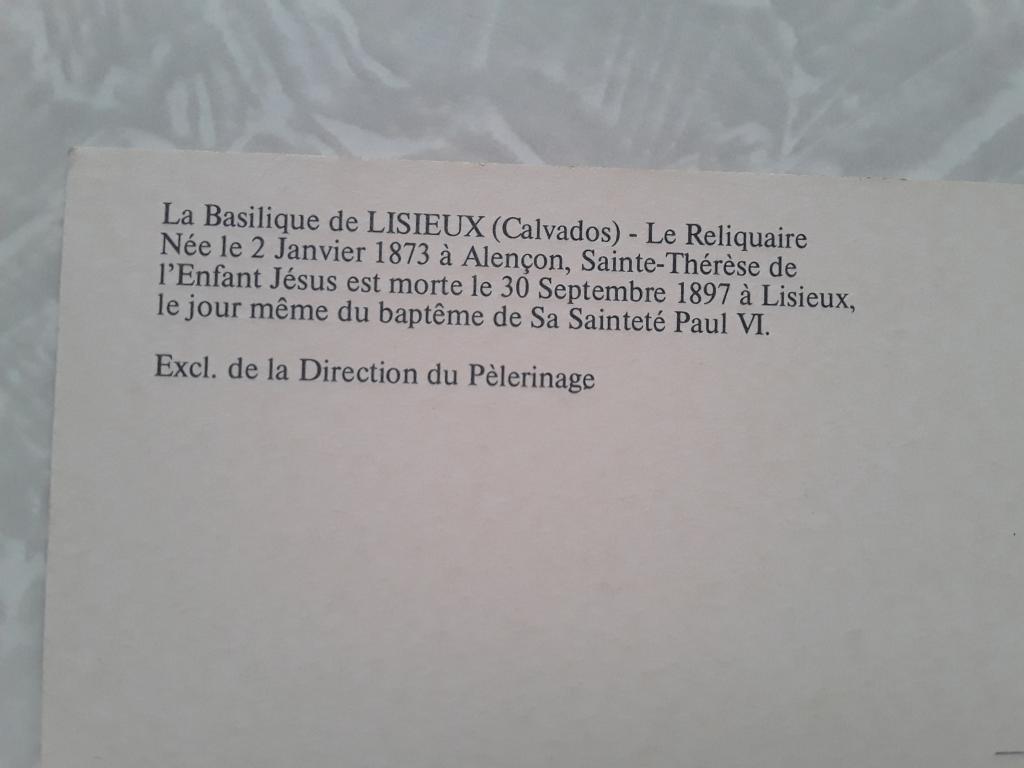 La Basilique de LISIEUX (Calvados) - Le Reliquaire
Née le 2 Janvier 1873 à Alençon, Sainte-Thérèse de
l'Enfant Jésus est morte le 30 Septembre 1897 à Lisieux,
le jour même du baptême de Sa Sainteté Paul VI.
Excl. de la Direction du Pèlerinage